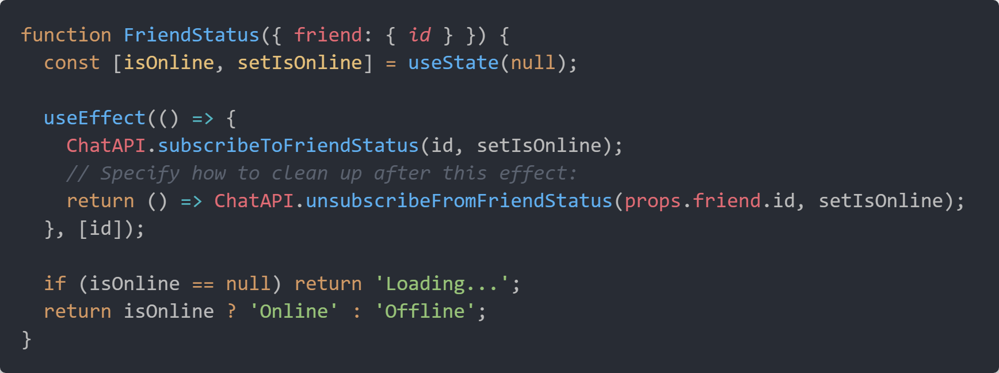 function FriendStatus({ friend: { id } }) {
  const [isOnline, setIsOnline] = useState(null);

  useEffect(() => {
    ChatAPI.subscribeToFriendStatus(id, setIsOnline);
    // Specify how to clean up after this effect:
    return () => ChatAPI.unsubscribeFromFriendStatus(props.friend.id, setIsOnline);
  }, [id]);

  if (isOnline == null) return 'Loading...';
  return isOnline ? 'Online' : 'Offline';
}